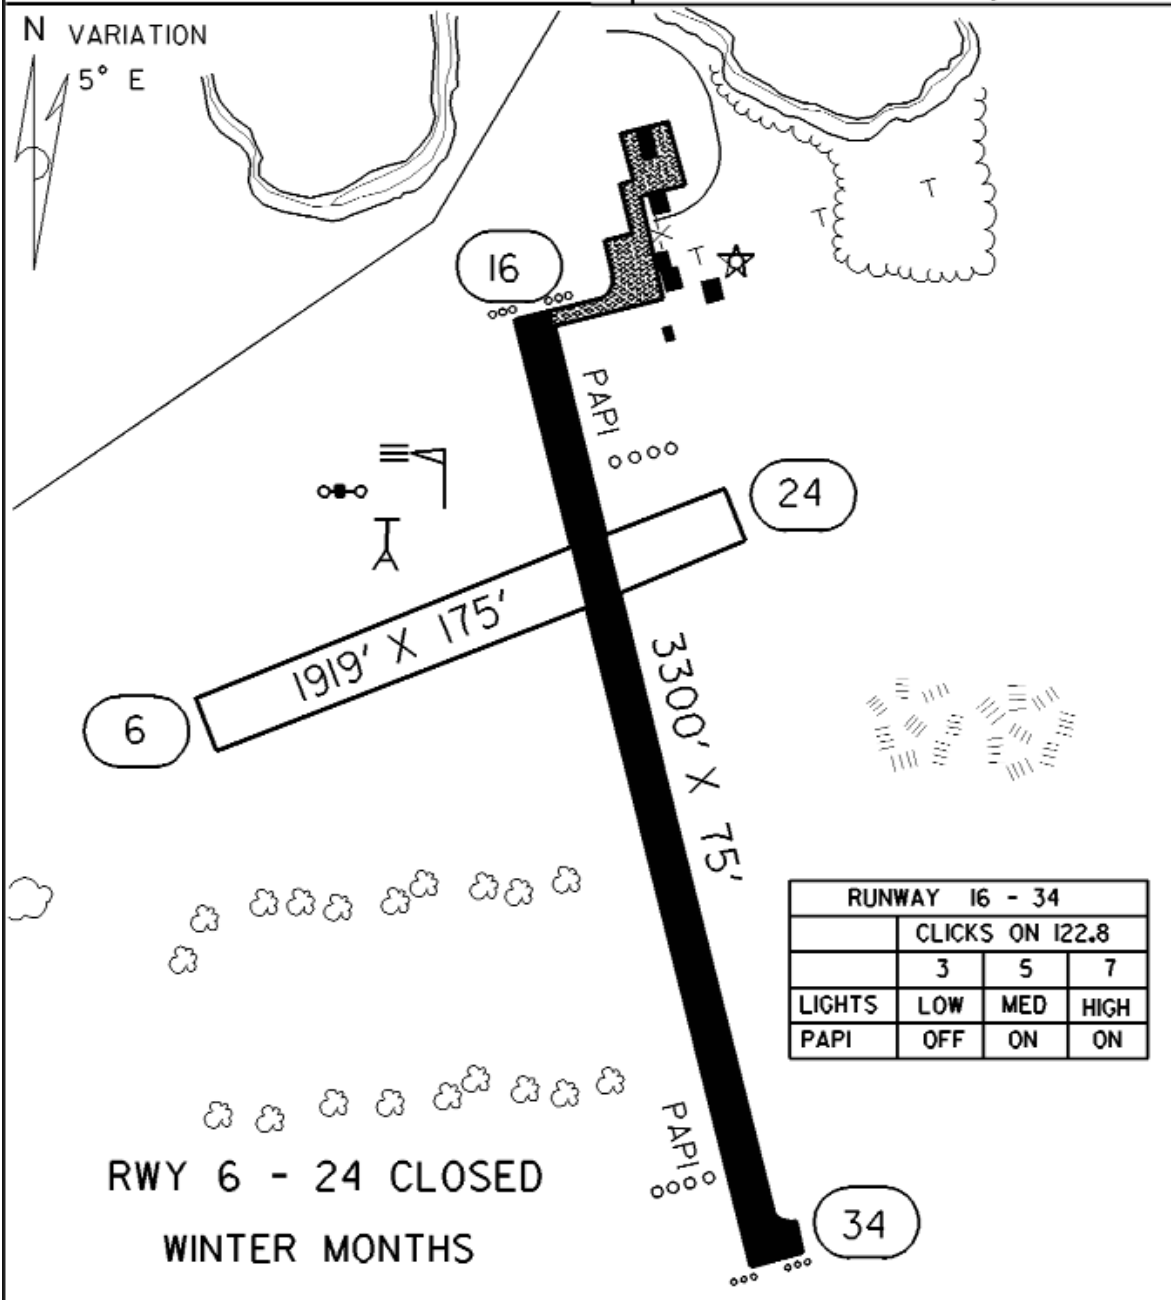 N VARIATION
5° E
16
PAPI
24
1919' X 175'
6
3300' X 75'
RUNWAY 16 - 34
CLICKS ON 122.8
3 5 7
LIGHTS LOW MED HIGH
PAPI OFF ON ON
PAPI
RWY 6 - 24 CLOSED
WINTER MONTHS
34
T
T
T